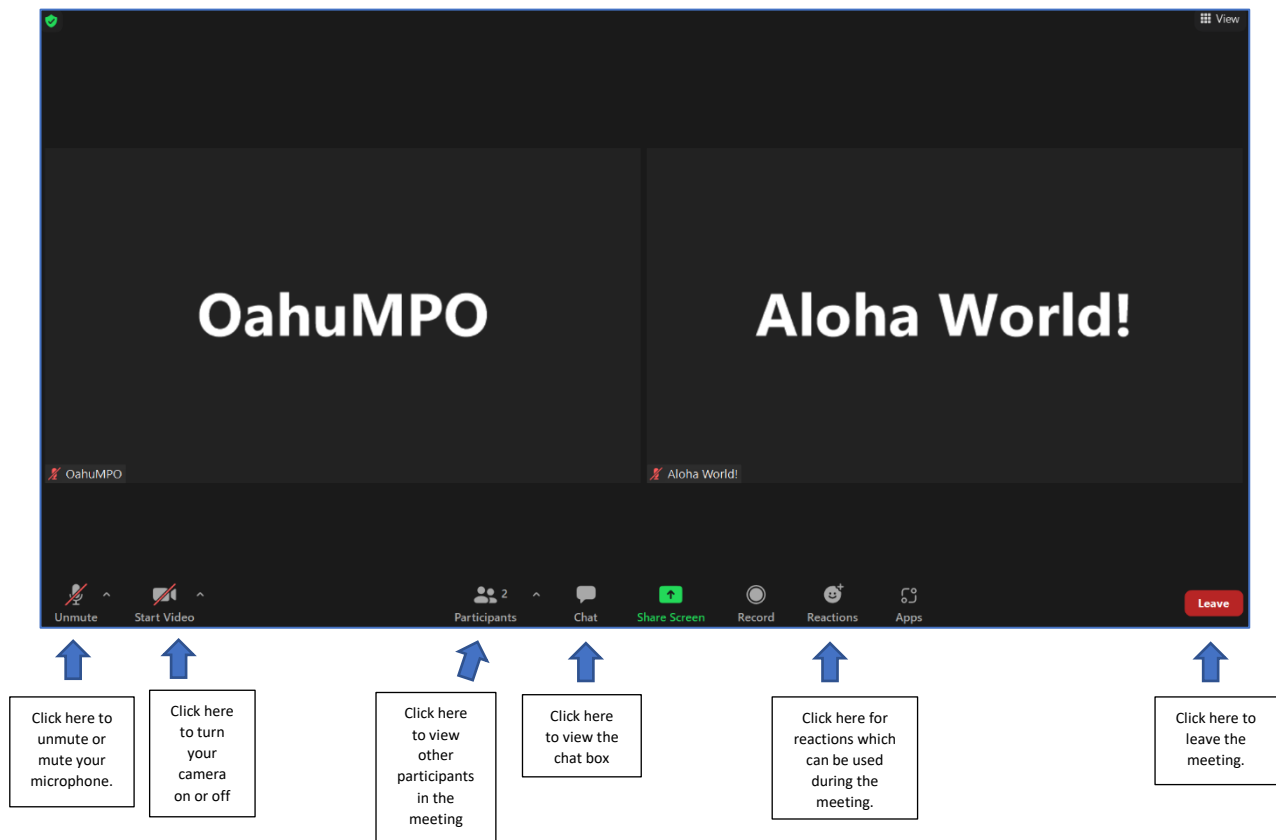 View
OahuMPO
Aloha World!
OahuMPO
Aloha World!
Unmute
Start Video
2
Participants
Chat
Share Screen
Record
Reactions
Apps
Leave
Click here to
unmute or
mute your
microphone.
Click here
to turn
your
camera
on or off
Click here
to view
other
participants
in the
meeting
Click here
to view the
chat box
Click here for
reactions which
can be used
during the
meeting.
Click here to
leave the
meeting.